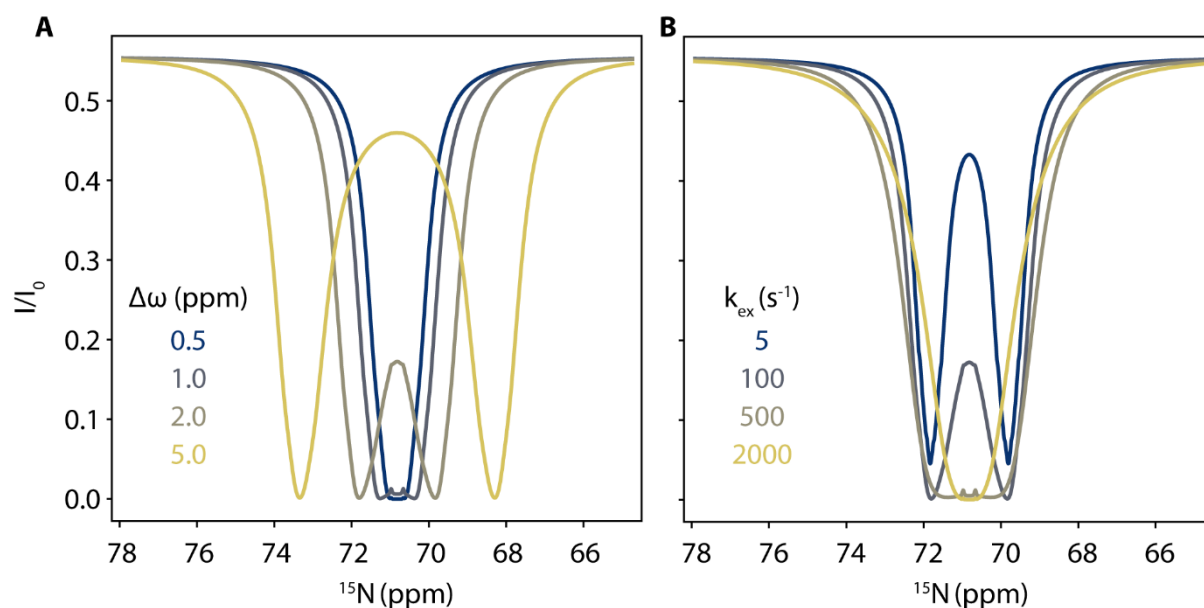 A
B
I/I₀
0.5
0.4
0.3
0.2
0.1
0.0
Δω (ppm)
0.5
1.0
2.0
5.0
kₑₓ (s⁻¹)
5
100
500
2000
78 76 74 72 70 68 66
78 76 74 72 70 68 66
¹⁵N (ppm)
¹⁵N (ppm)